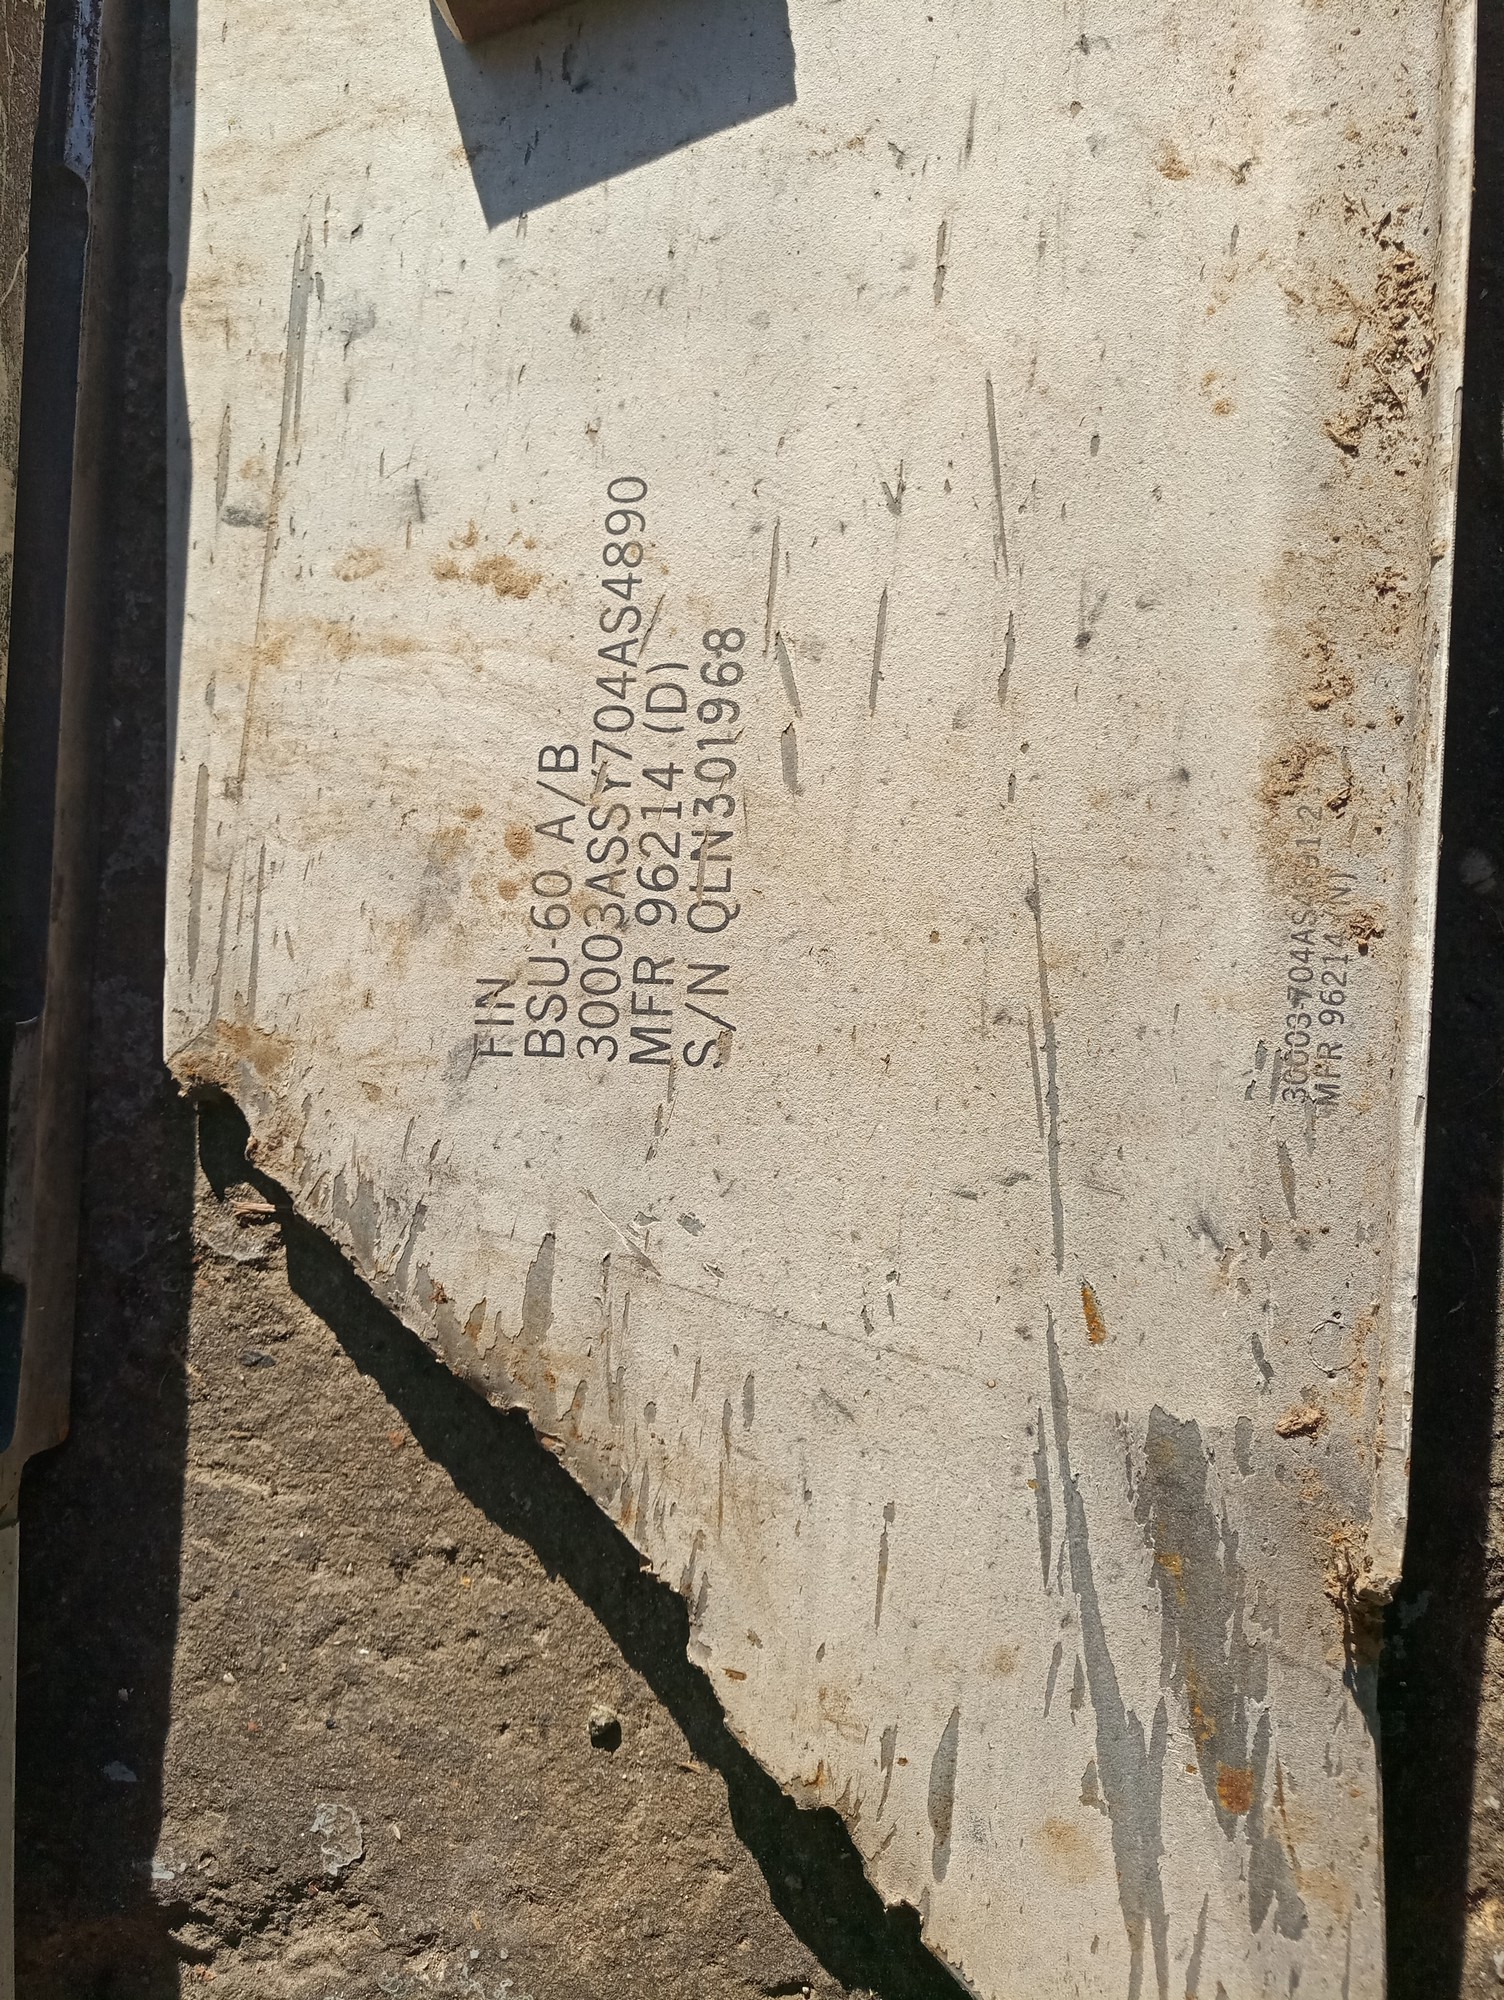 FIN
BSU-60 A/B
30003ASSY704AS4890
MFR 96214 (D)
S/N QLN301968
MFR 96214 (N)